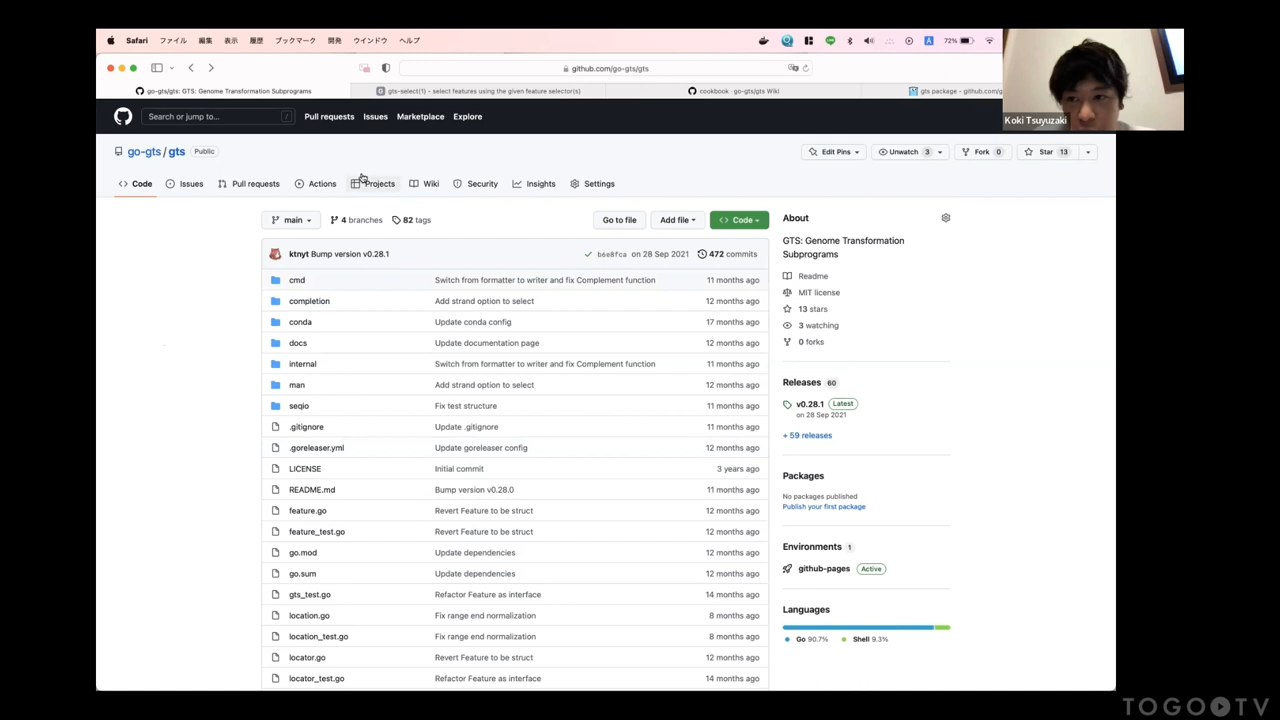 Safari ファイル 編集 表示 履歴 ブックマーク 開発 ウインドウ ヘルプ
A 72%
github.com/go-gts/gts
go-gts/gts: GTS: Genome Transformation Subprograms
gts-select(1) - select features using the given feature selector(s)
cookbook · go-gts/gts Wiki
gts package - github.com/g
Koki Tsuyuzaki
Search or jump to... /
Pull requests Issues Marketplace Explore
go-gts / gts Public
Edit Pins Unwatch 3 Fork 0 Star 13
Code Issues Pull requests Actions Projects Wiki Security Insights Settings
main 4 branches 82 tags Go to file Add file Code
ktnyt Bump version v0.28.1 b6e8fca on 28 Sep 2021 472 commits
cmd Switch from formatter to writer and fix Complement function 11 months ago
completion Add strand option to select 12 months ago
conda Update conda config 17 months ago
docs Update documentation page 12 months ago
internal Switch from formatter to writer and fix Complement function 11 months ago
man Add strand option to select 12 months ago
seqio Fix test structure 11 months ago
.gitignore Update .gitignore 11 months ago
.goreleaser.yml Update goreleaser config 12 months ago
LICENSE Initial commit 3 years ago
README.md Bump version v0.28.0 11 months ago
feature.go Revert Feature to be struct 12 months ago
feature_test.go Revert Feature to be struct 12 months ago
go.mod Update dependencies 12 months ago
go.sum Update dependencies 12 months ago
gts_test.go Refactor Feature as interface 14 months ago
location.go Fix range end normalization 8 months ago
location_test.go Fix range end normalization 8 months ago
locator.go Revert Feature to be struct 12 months ago
locator_test.go Refactor Feature as interface 14 months ago
About
GTS: Genome Transformation
Subprograms
Readme
MIT license
13 stars
3 watching
0 forks
Releases 60
v0.28.1 Latest
on 28 Sep 2021
+ 59 releases
Packages
No packages published
Publish your first package
Environments 1
github-pages Active
Languages
Go 90.7% Shell 9.3%
TOGO TV